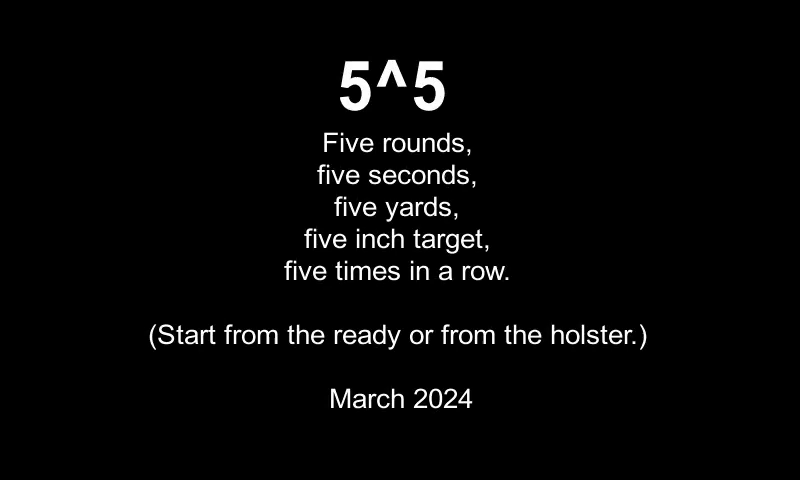 5^5
Five rounds,
five seconds,
five yards,
five inch target,
five times in a row.
(Start from the ready or from the holster.)
March 2024